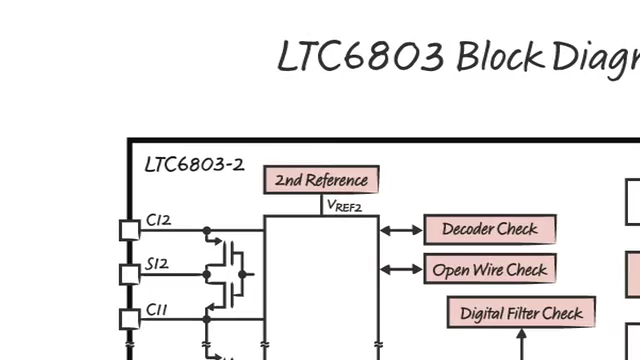 LTC6803 Block Diagr
LTC6803-2
2nd Reference
VREF2
C12
Decoder Check
S12
Open Wire Check
C11
Digital Filter Check